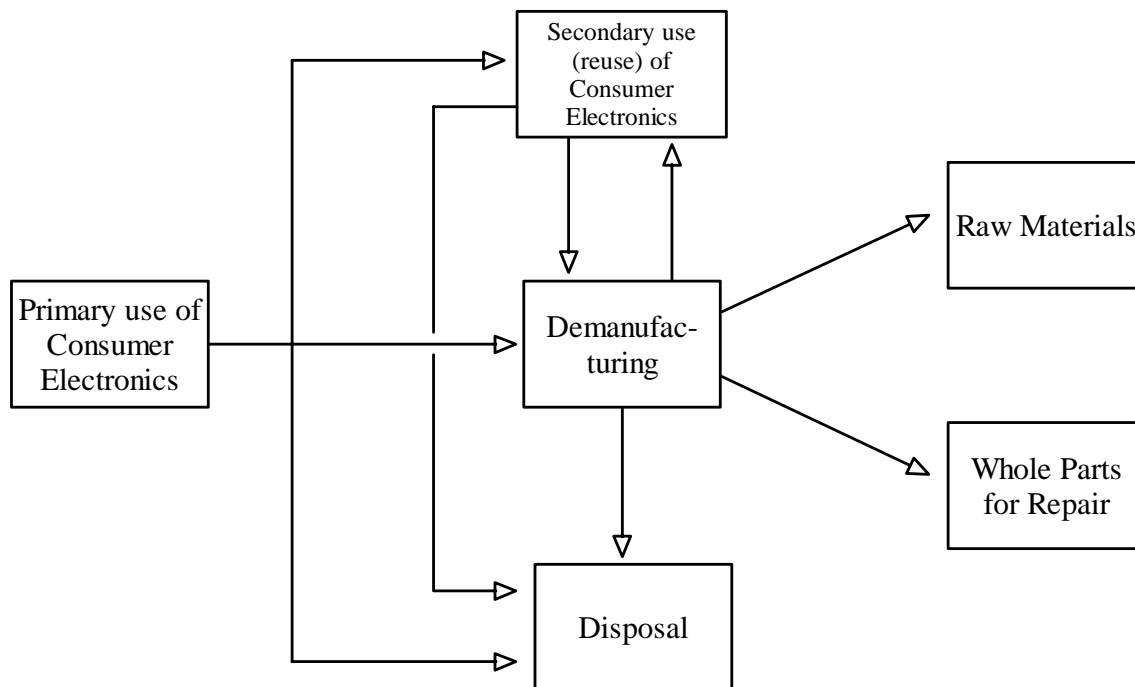 Secondary use
(reuse) of
Consumer
Electronics
Raw Materials
Primary use of
Consumer
Electronics
Demanufac-
turing
Whole Parts
for Repair
Disposal